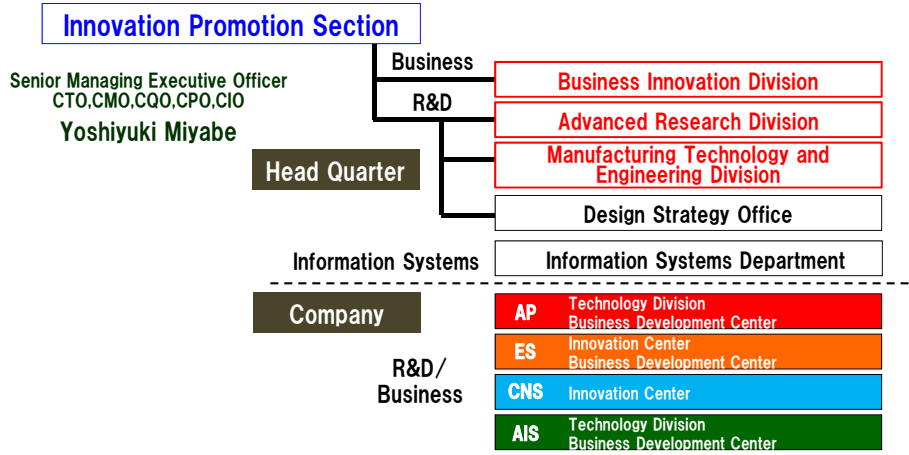 Innovation Promotion Section
Senior Managing Executive Officer
CTO,CMO,CQO,CPO,CIO
Yoshiyuki Miyabe
Business
Business Innovation Division
R&D
Advanced Research Division
Manufacturing Technology and
Engineering Division
Head Quarter
Design Strategy Office
Information Systems
Information Systems Department
Company
AP
Technology Division
Business Development Center
ES
Innovation Center
Business Development Center
R&D/
Business
CNS
Innovation Center
AIS
Technology Division
Business Development Center